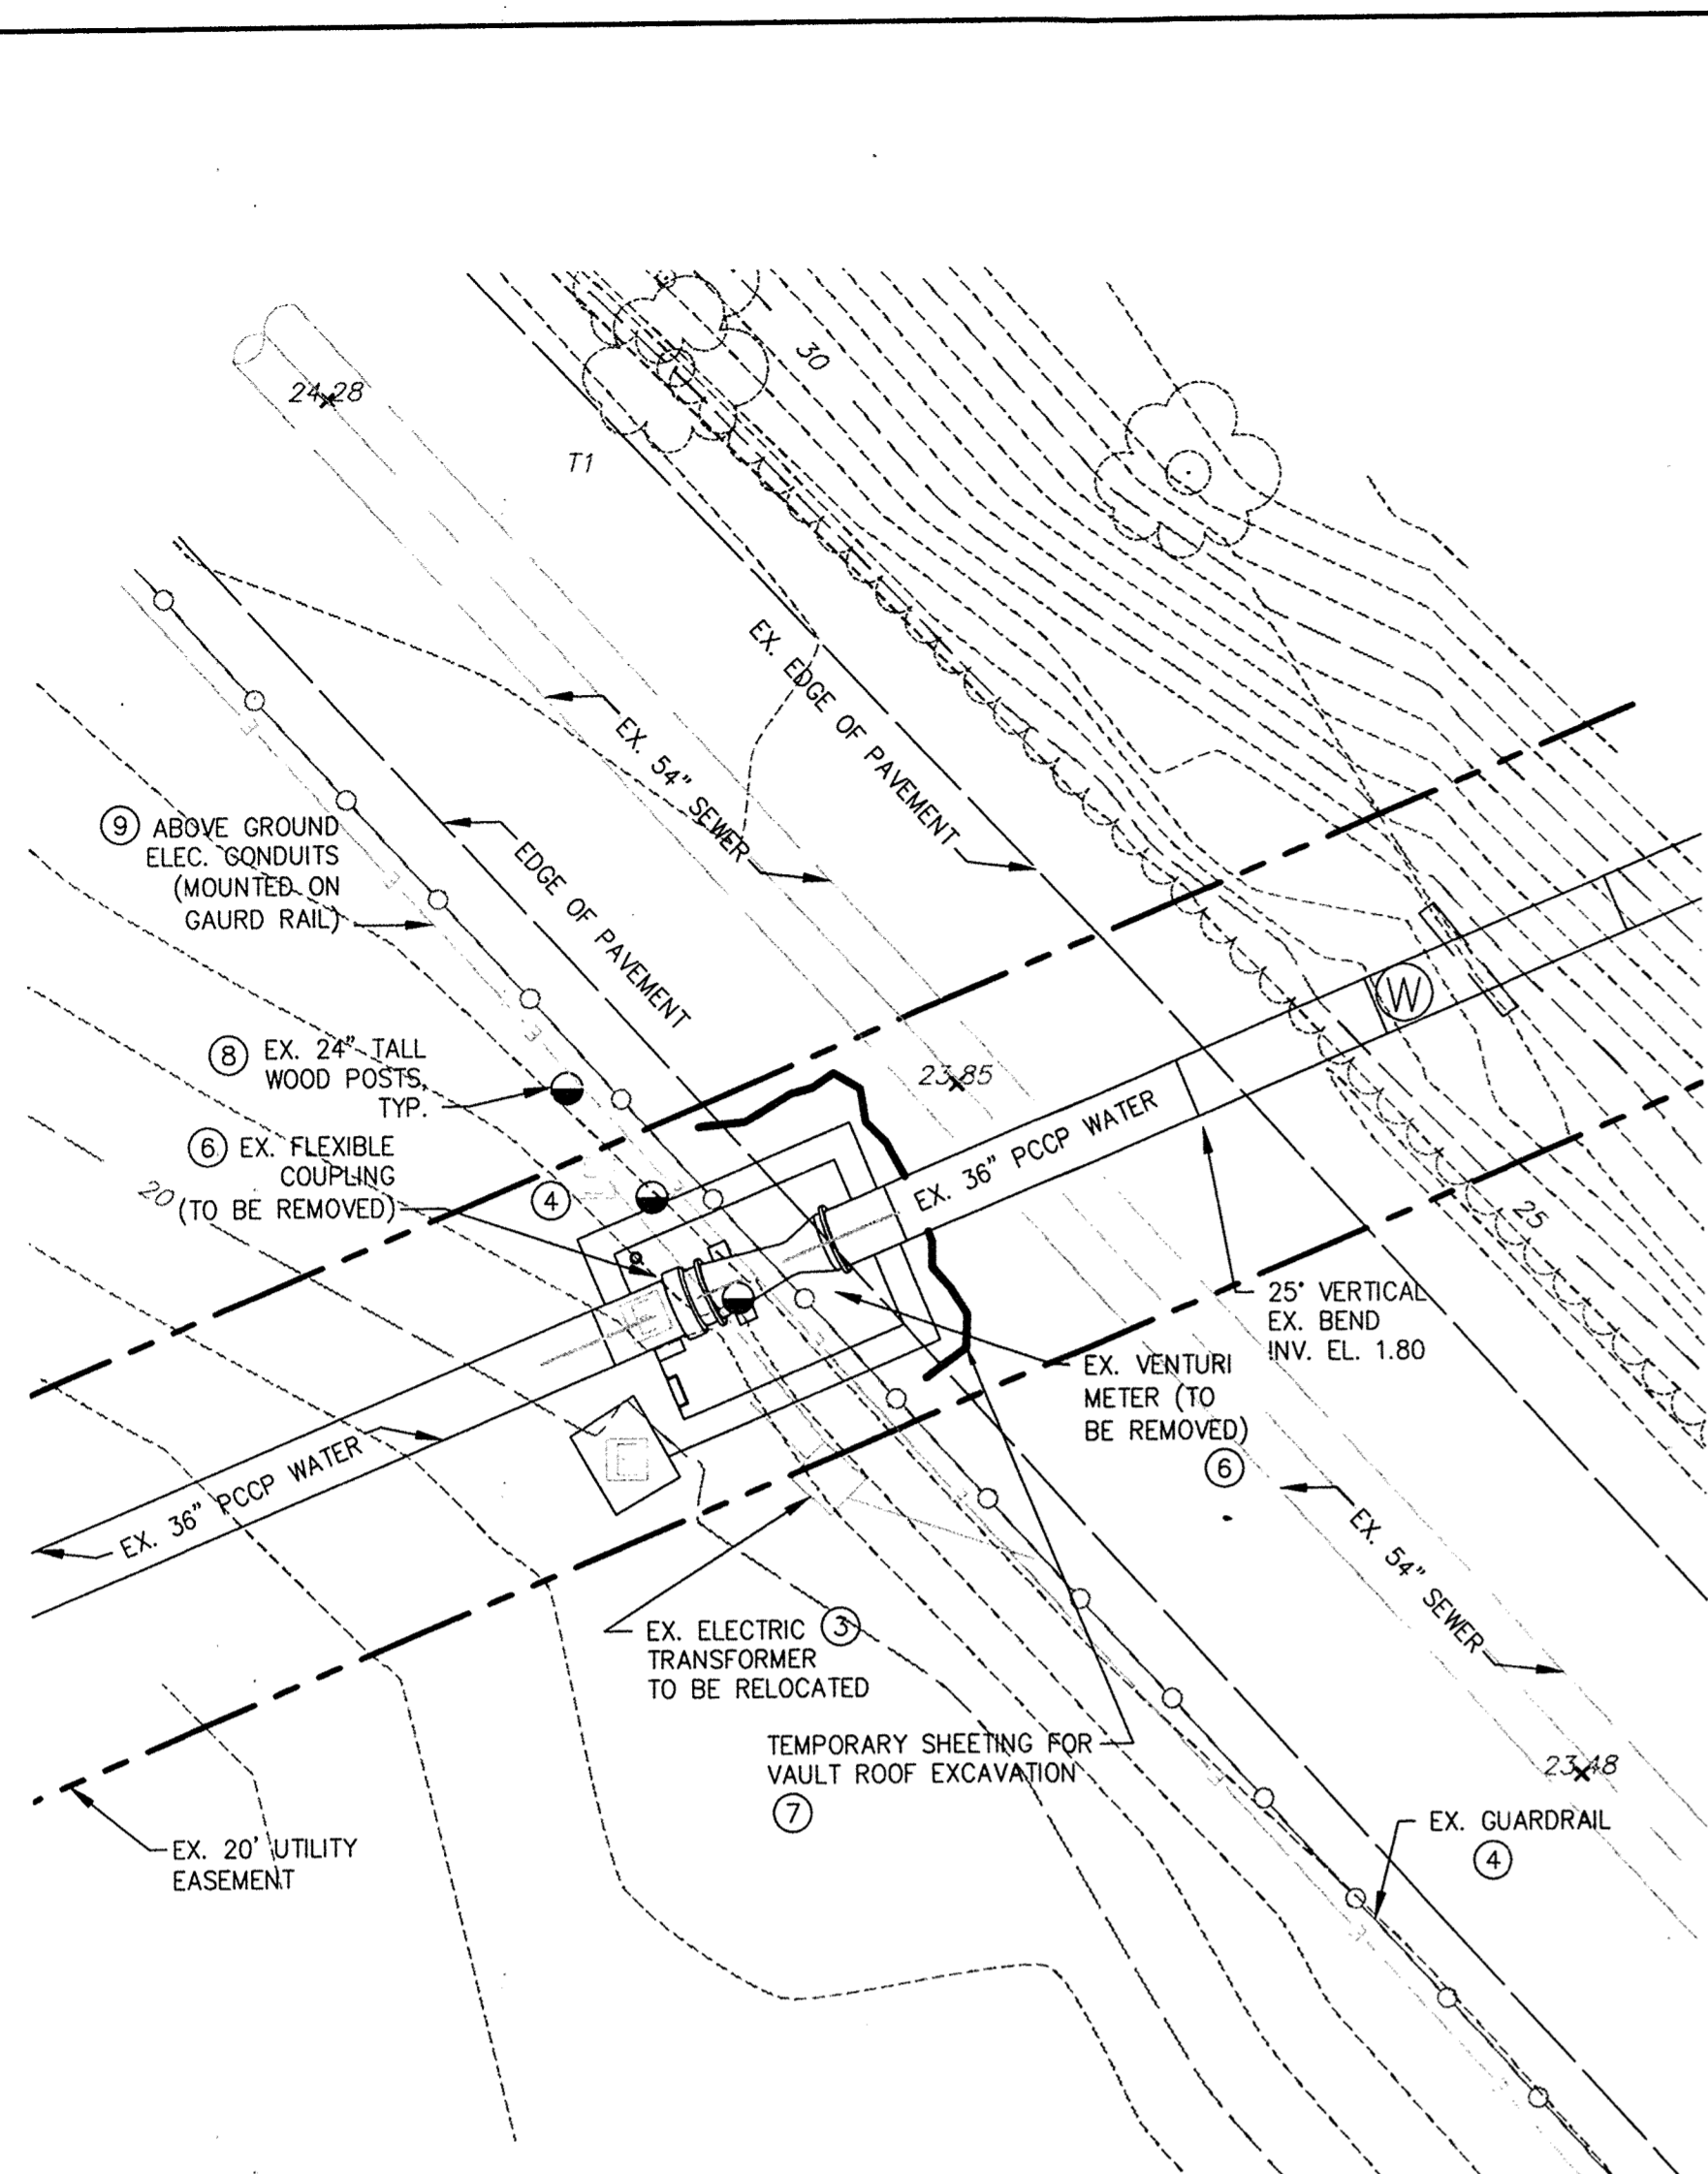 30
24.28
T1
EX. EDGE OF PAVEMENT
EX. 54" SEWER
9 ABOVE GROUND
ELEC. CONDUITS
(MOUNTED ON
GAURD RAIL)
EDGE OF PAVEMENT
W
8 EX. 24" TALL
WOOD POSTS,
TYP.
23.85
6 EX. FLEXIBLE
COUPLING
(TO BE REMOVED)
4
20
EX. 36" PCCP WATER
25
25° VERTICAL
EX. BEND
INV. EL. 1.80
EX. VENTURI
METER (TO
BE REMOVED)
6
E
E
EX. 36" PCCP WATER
EX. 54" SEWER
EX. ELECTRIC 3
TRANSFORMER
TO BE RELOCATED
TEMPORARY SHEETING FOR
VAULT ROOF EXCAVATION
7
23.48
EX. GUARDRAIL
4
EX. 20' UTILITY
EASEMENT